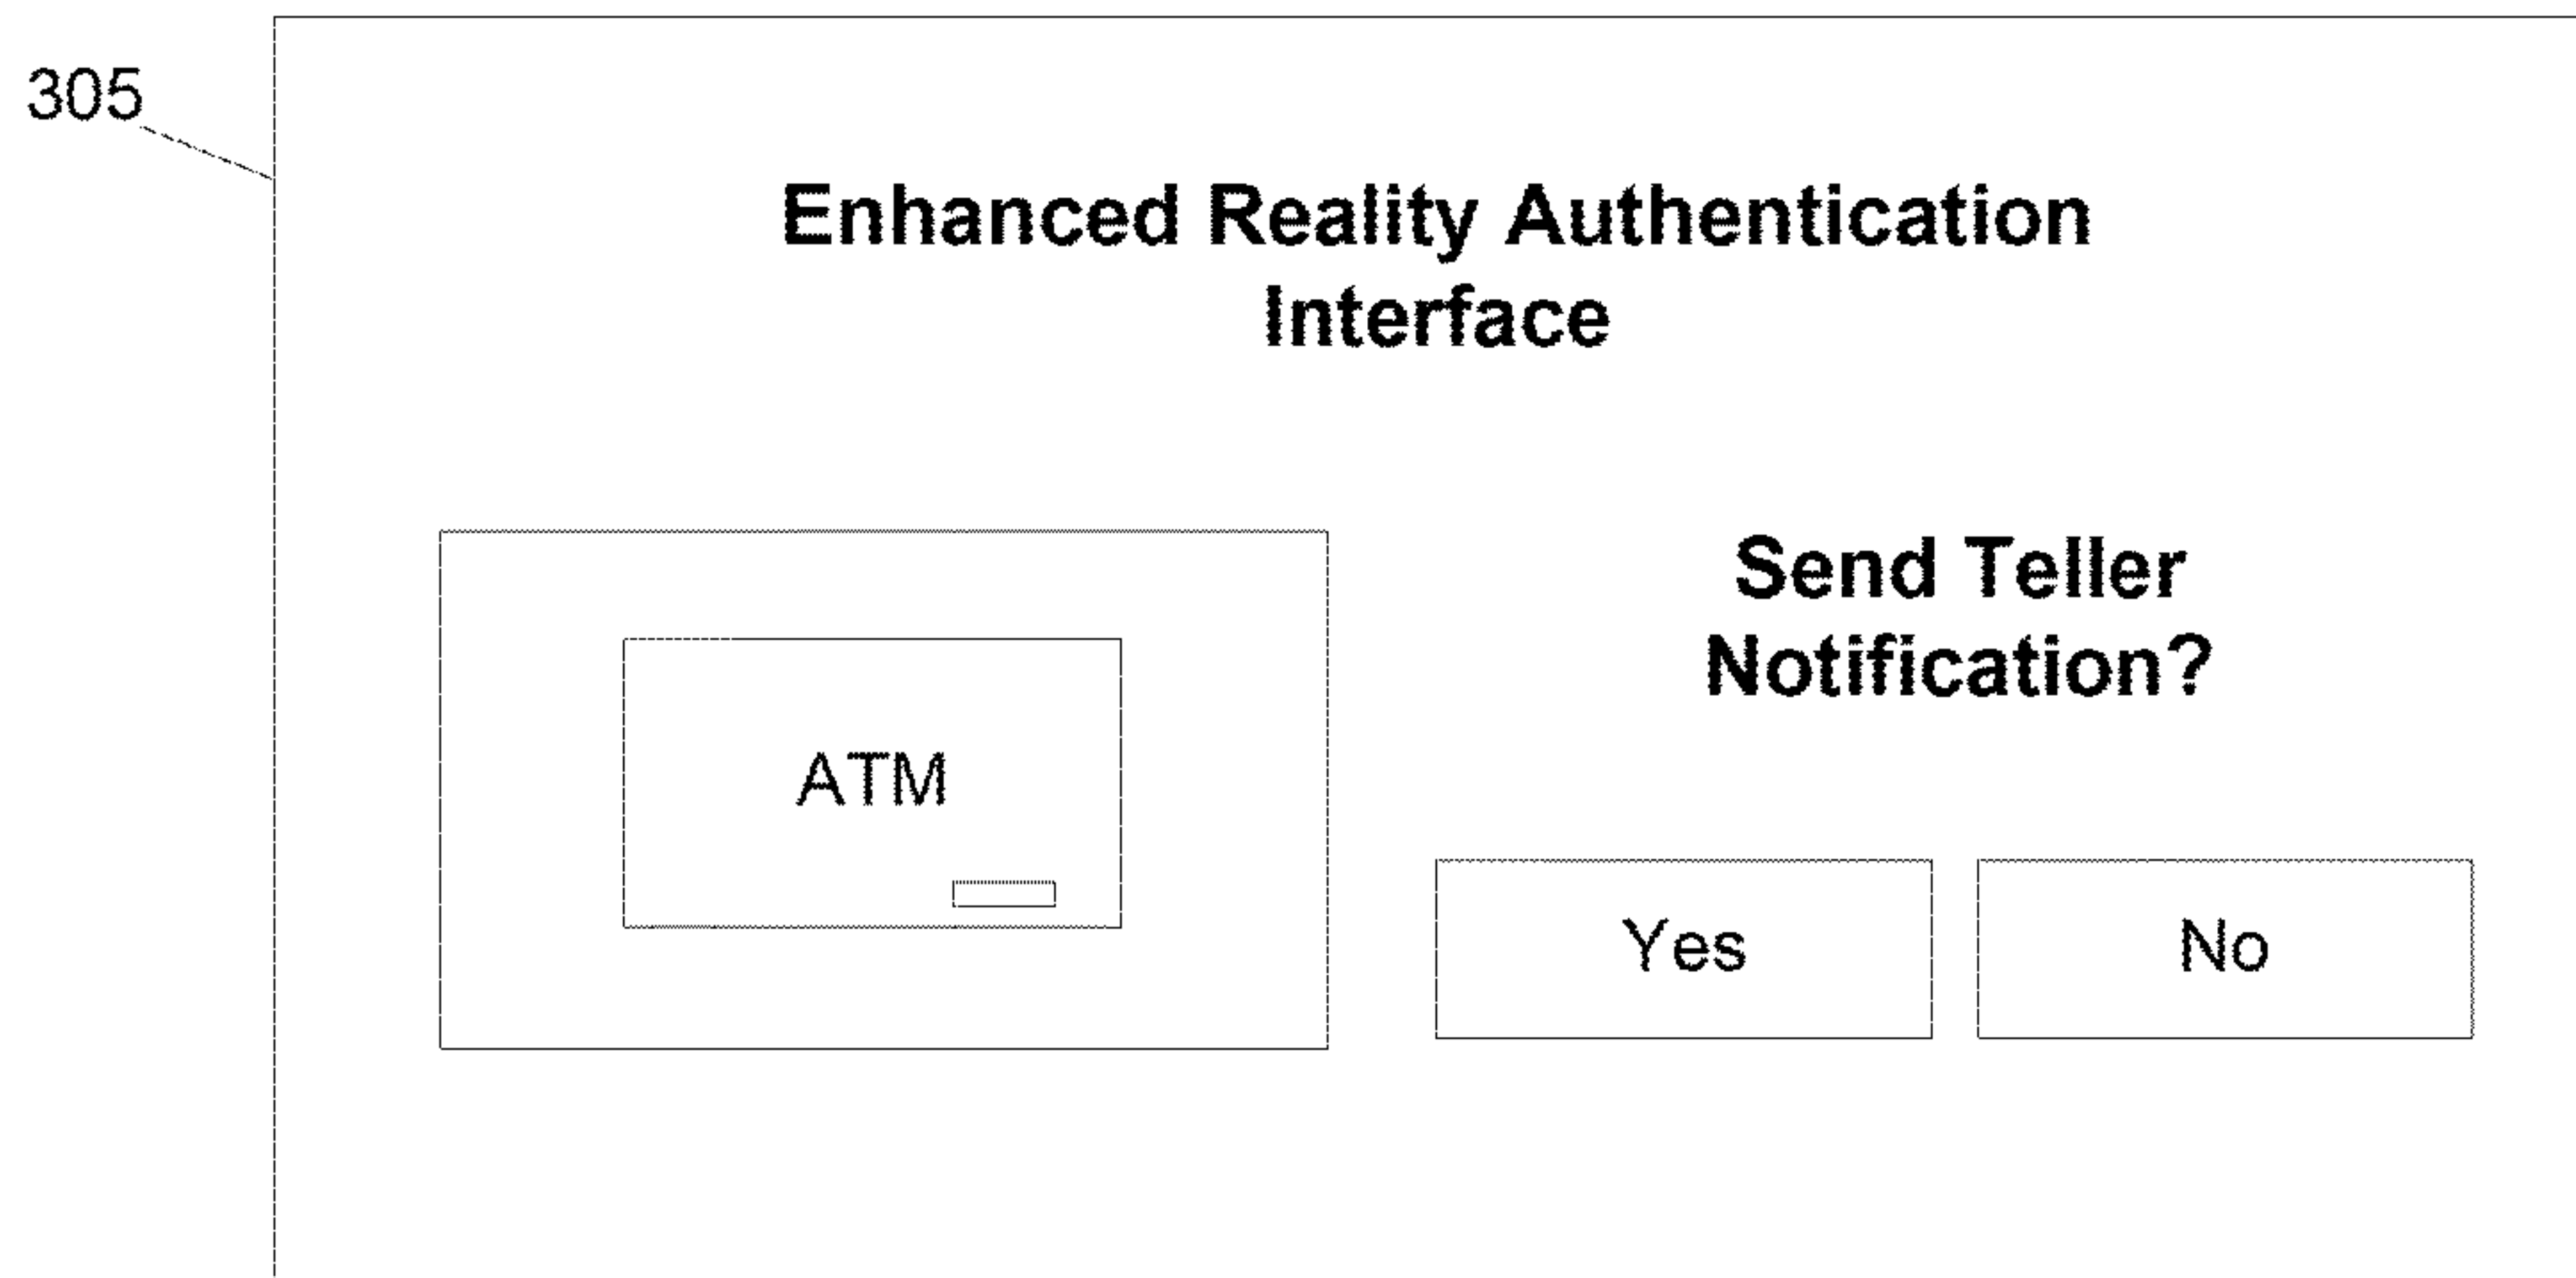 305
Enhanced Reality Authentication
Interface
Send Teller
Notification?
ATM
Yes
No